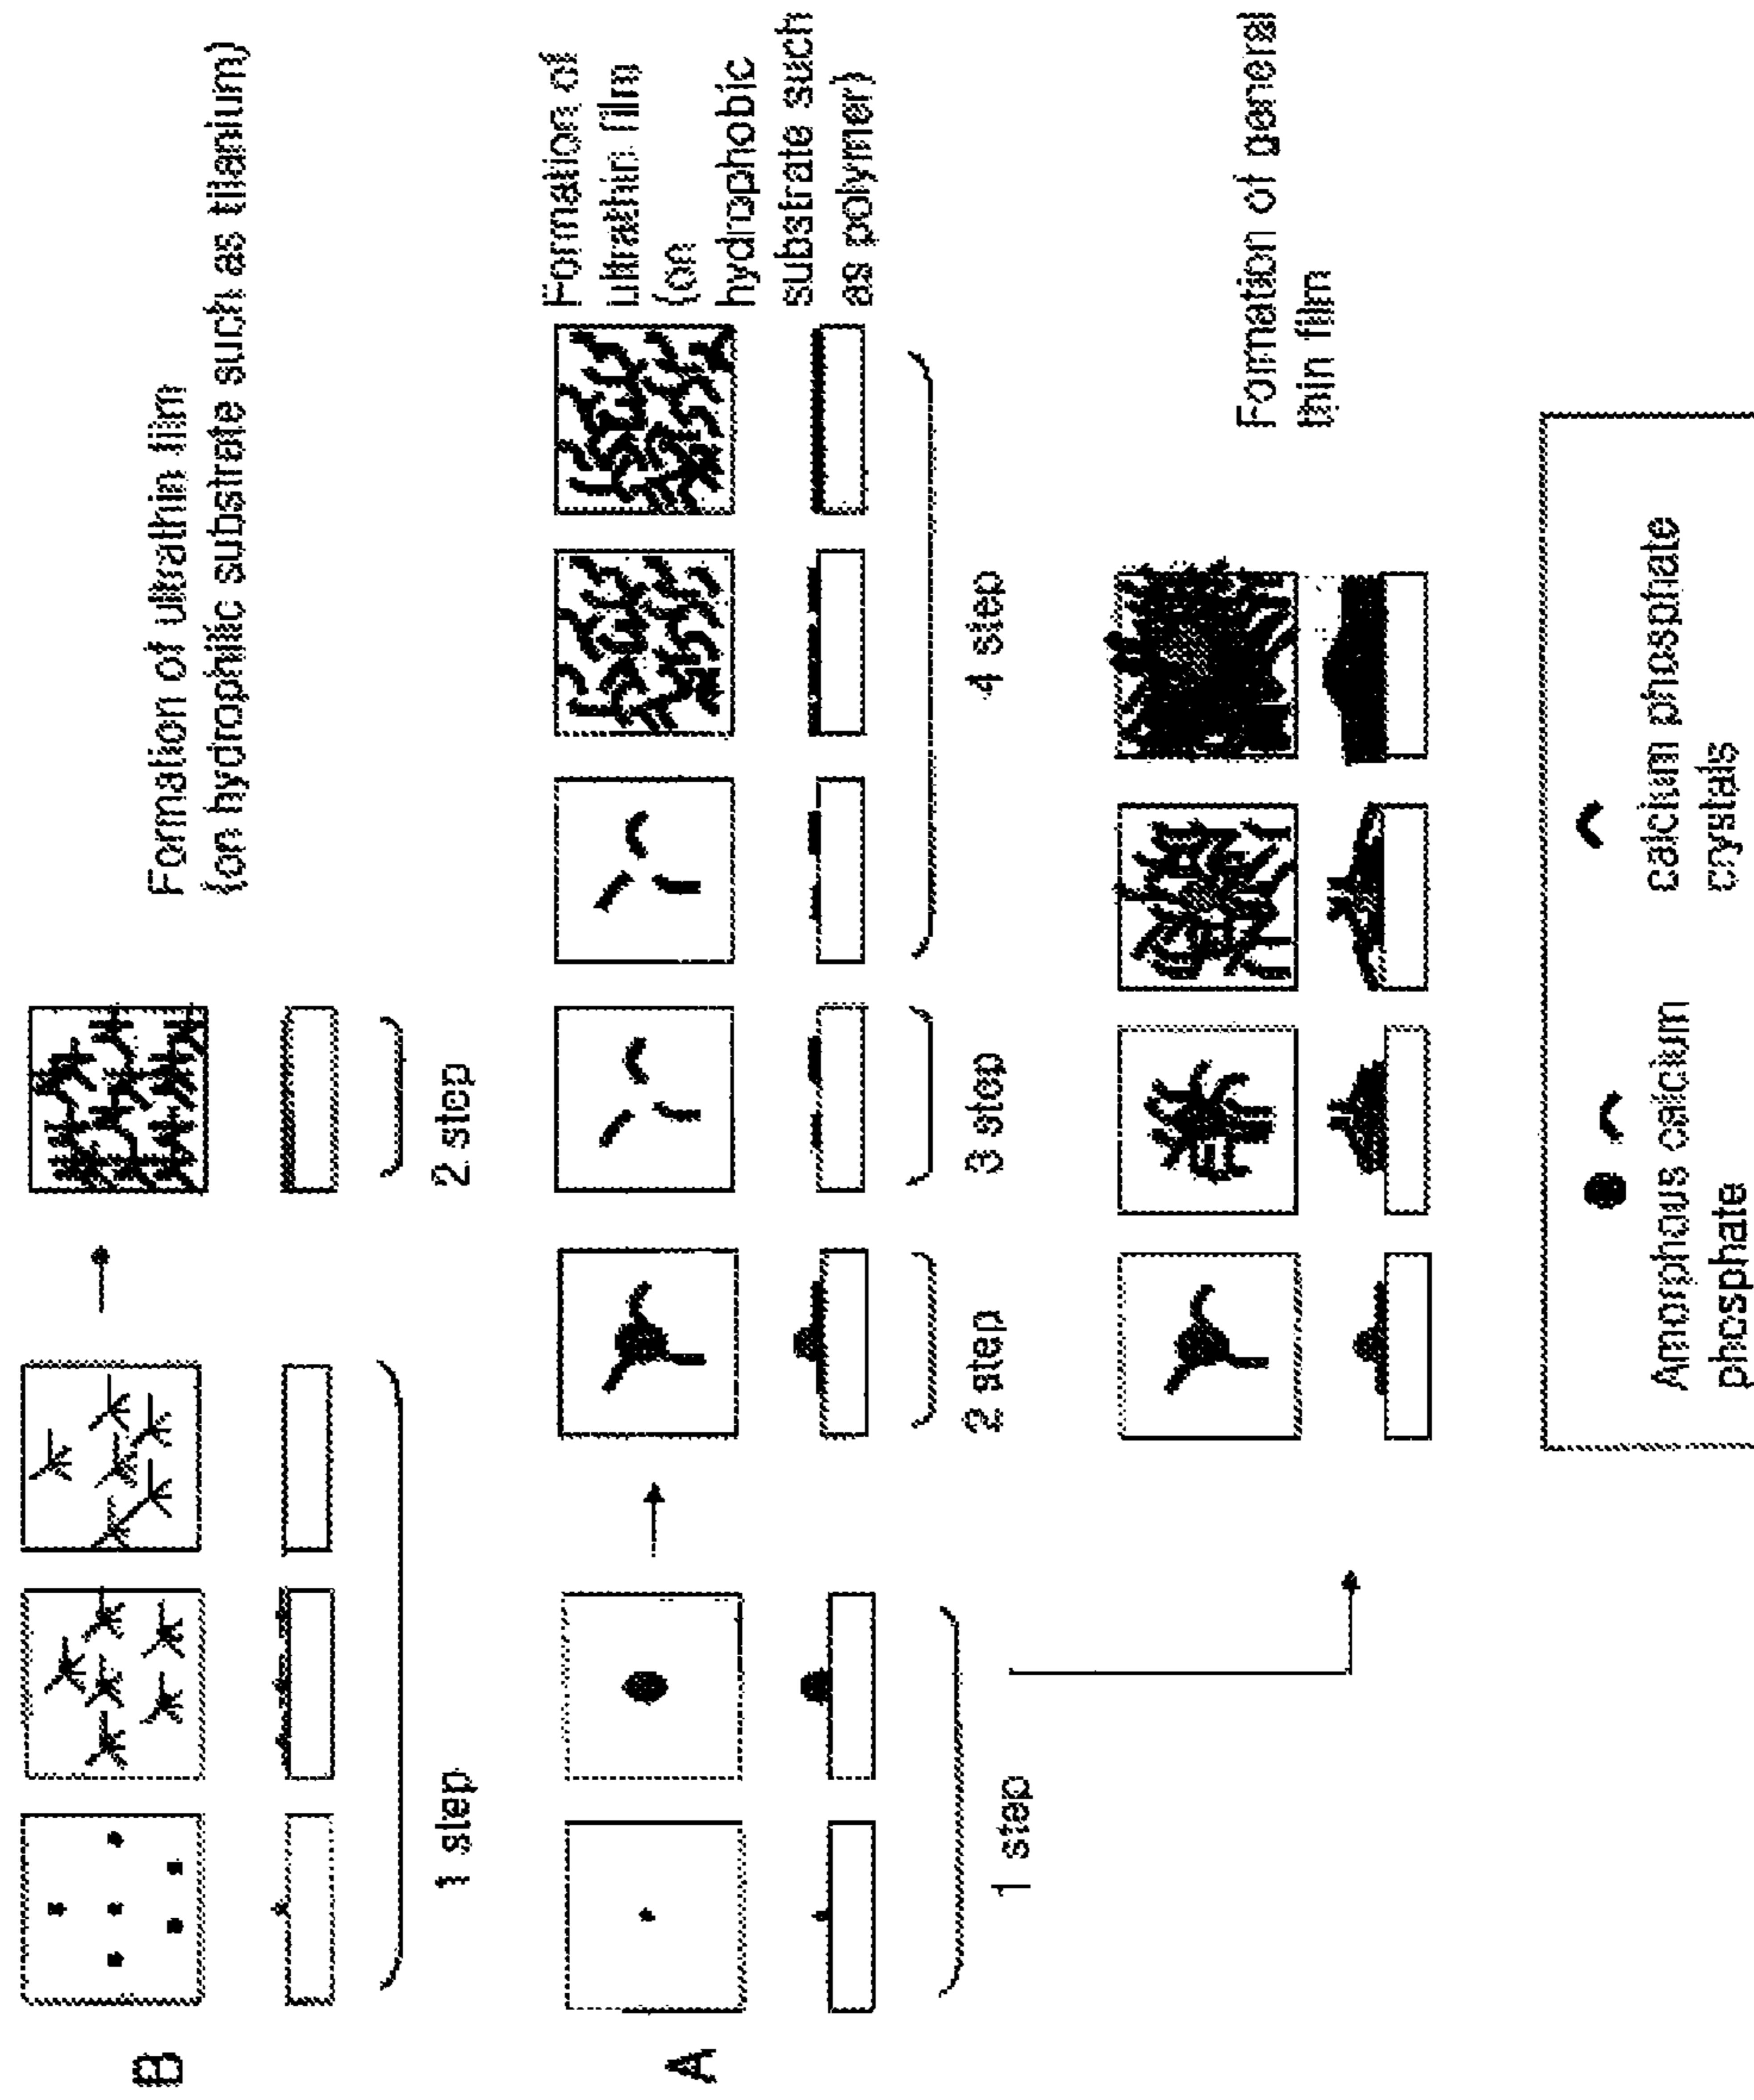 B
Formation of ultrathin film
(on hydrophilic substrate such as titanium)
1 step
2 step
A
Formation of
ultrathin film
(on
hydrophobic
substrate such
as polymer)
1 step
2 step
3 step
4 step
Formation of general
thin film
Amorphous calcium
phosphate
calcium phosphate
crystals